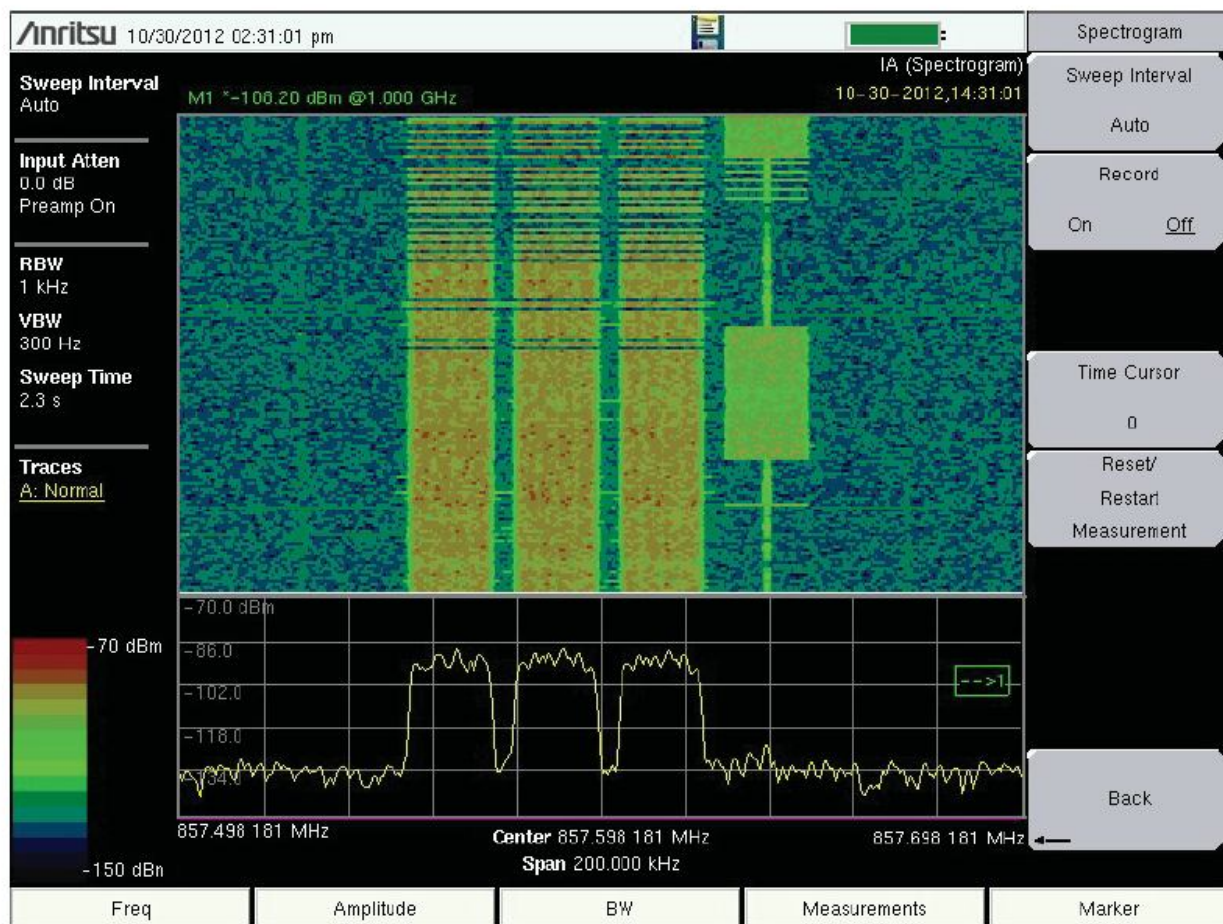 Anritsu 10/30/2012 02:31:01 pm
Spectrogram
Sweep Interval
Auto
Input Atten
0.0 dB
Preamp On
RBW
1 kHz
VBW
300 Hz
Sweep Time
2.3 s
Traces
A: Normal
-70 dBm
-150 dBm
IA (Spectrogram)
M1 *-106.20 dBm @1.000 GHz
10-30-2012,14:31:01
-70.0 dBm
-86.0
-102.0
-118.0
-134.0
-->1
857.498 181 MHz
Center 857.598 181 MHz
857.698 181 MHz
Span 200.000 kHz
Sweep Interval
Auto
Record
On Off
Time Cursor
0
Reset/
Restart
Measurement
Back
Freq
Amplitude
BW
Measurements
Marker